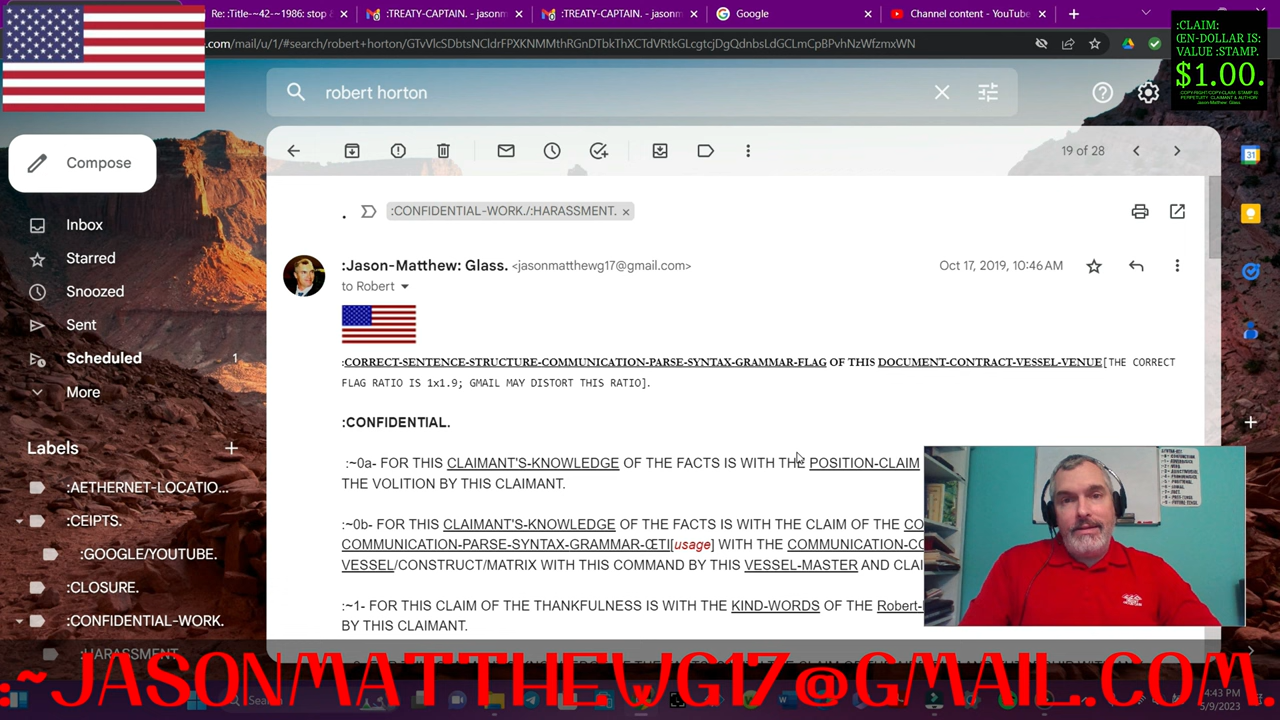 Re: :Title-~42-~1986: stop &
:TREATY-CAPTAIN. - jasonm
:TREATY-CAPTAIN. - jasonm
Google
Channel content - YouTube
.com/mail/u/1/#search/robert+horton/
:CLAIM:
ŒN-DOLLAR IS:
VALUE :STAMP.
$1.00.
robert horton
Compose
19 of 28
Inbox
Starred
Snoozed
Sent
Scheduled 1
More
Labels
:AETHERNET-LOCATIO...
:CEIPTS.
:GOOGLE/YOUTUBE.
:CLOSURE.
:CONFIDENTIAL-WORK.
:HARASSMENT.
. :CONFIDENTIAL-WORK./:HARASSMENT. ×
:Jason-Matthew: Glass. <jasonmatthewg17@gmail.com> Oct 17, 2019, 10:46 AM
to Robert
:CORRECT-SENTENCE-STRUCTURE-COMMUNICATION-PARSE-SYNTAX-GRAMMAR-FLAG OF THIS DOCUMENT-CONTRACT-VESSEL-VENUE[THE CORRECT
FLAG RATIO IS 1x1.9; GMAIL MAY DISTORT THIS RATIO].
:CONFIDENTIAL.
:~0a- FOR THIS CLAIMANT'S-KNOWLEDGE OF THE FACTS IS WITH THE POSITION-CLAIM
THE VOLITION BY THIS CLAIMANT.
:~0b- FOR THIS CLAIMANT'S-KNOWLEDGE OF THE FACTS IS WITH THE CLAIM OF THE CO
COMMUNICATION-PARSE-SYNTAX-GRAMMAR-ŒTI[usage] WITH THE COMMUNICATION-CO
VESSEL/CONSTRUCT/MATRIX WITH THIS COMMAND BY THIS VESSEL-MASTER AND CLAI
:~1- FOR THIS CLAIM OF THE THANKFULNESS IS WITH THE KIND-WORDS OF THE Robert-
BY THIS CLAIMANT.
:~JASONMATTHEWG17@GMAIL.COM.
4:43 PM
5/9/2023